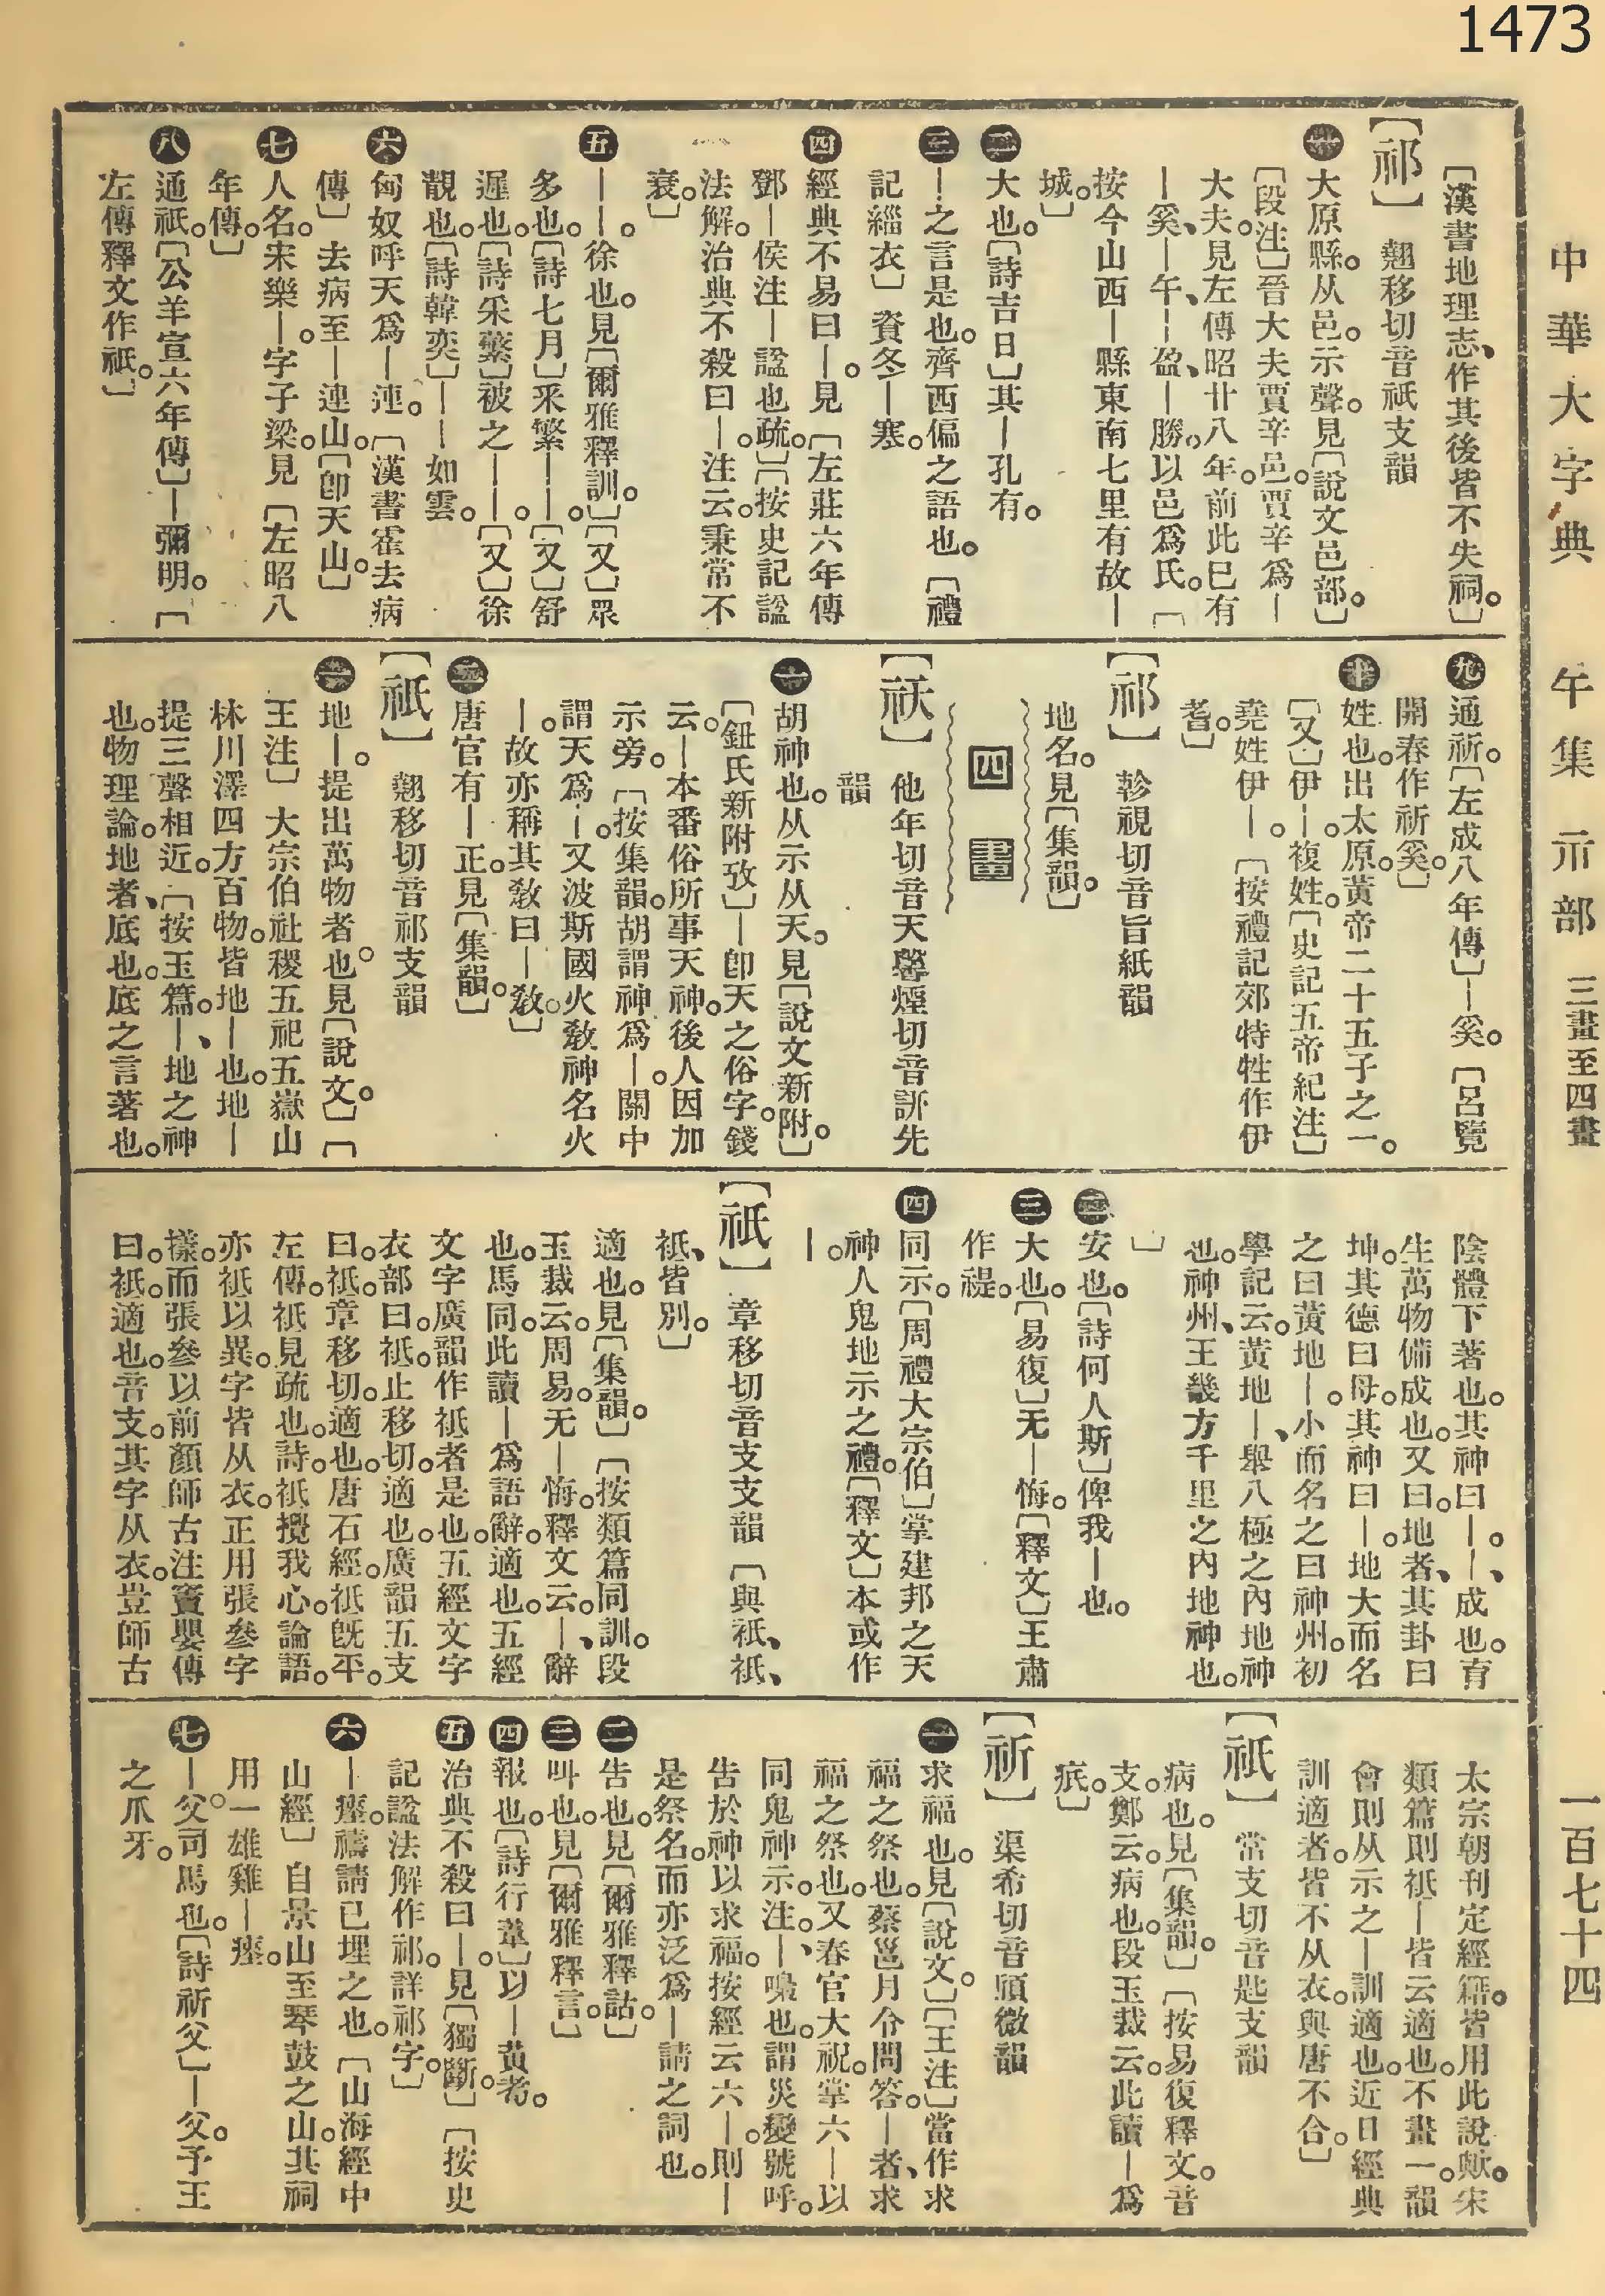 1473
中華大字典
午集 示部 三畫至四畫
一百七十四
〔漢書地理志、作其後皆不失祠。〕
【祁】 翹移切音祇支韻
㊀大原縣。从邑。示聲。見〔說文邑部。〕
〔段注〕晉大夫賈辛邑。賈辛爲—
大夫。見左傳昭廿八年。前此已有
—奚、—午、—盈、—勝。以邑爲氏。〔
按今山西—縣東南七里有故—
城。〕
㊁大也。〔詩吉日〕其—孔有。
㊂—之言是也。齊西偏之語也。〔禮
記緇衣〕資冬—寒。
㊃經典不易曰—。見〔左莊六年傳
鄧—侯注—諡也疏。〕〔按史記諡
法解。治典不殺曰—。注云。秉常不
衰。〕
㊄——。徐也。見〔爾雅釋訓。〕〔又〕眾
多也。〔詩七月〕采繁——。〔又〕舒
遲也。〔詩采蘩〕被之——。〔又〕徐
靚也。〔詩韓奕〕——如雲。
㊅匈奴呼天爲—連。〔漢書霍去病
傳〕去病至—連山。〔卽天山。〕
㊆人名。宋樂—。字子梁。見〔左昭八
年傳。〕
㊇通祇。〔公羊宣六年傳〕—彌明。〔
左傳釋文作祇。〕
㊈通祈。〔左成八年傳〕—奚。〔呂覽
開春作祈奚。〕
㊉姓也。出太原。黃帝二十五子之一。
〔又〕伊—。複姓。〔史記五帝紀注〕
堯姓伊—。〔按禮記郊特牲作伊
耆。〕
【祁】 軫視切音旨紙韻
地名。見〔集韻。〕
四畫
【祆】 他年切音天馨煙切音訮先
韻
㊀胡神也。从示从天。見〔說文新附。〕
〔鈕氏新附攷〕—卽天之俗字。錢
云。—本番俗所事天神。後人因加
示旁。〔按集韻。胡謂神爲—。關中
謂天爲—。又波斯國火敎神名火
—。故亦稱其敎曰—敎。〕
㊁唐官有—正。見〔集韻。〕
【祇】 翹移切音祁支韻
㊀地—。提出萬物者也。見〔說文。〕〔
王注〕大宗伯社稷五祀五嶽山
林川澤四方百物。皆地—也。地—
提三聲相近。〔按玉篇。—、地之神
也。物理論。地者、底也。底之言著也。
陰體下著也。其神曰—。—、成也。育
生萬物備成也。又曰。地者、其卦曰
坤。其德曰母。其神曰—。地大而名
之曰黃地—。小而名之曰神州。初
學記云。黃地—、舉八極之內地神
也。神州、王畿方千里之內地神也。
〕
㊁安也。〔詩何人斯〕俾我—也。
㊂大也。〔易復〕无—悔。〔釋文〕王肅
作禔。
㊃同示。〔周禮大宗伯〕掌建邦之天
神人鬼地示之禮。〔釋文〕本或作
—。
【祇】 章移切音支支韻〔與祇、祇、
祗、皆別。〕
適也。見〔集韻。〕〔按類篇同訓。段
玉裁云。周易。无—悔。釋文云。—、辭
也。馬同。此讀—爲語辭。適也。五經
文字廣韻作祇者是也。五經文字
衣部曰。祇。止移切。適也。廣韻五支
曰。祇。章移切。適也。唐石經。祇旣平。
左傳。祇見疏也。詩。祇攪我心。論語。
亦祇以異。字皆从衣。正用張參字
㨾。而張參以前顏師古注竇嬰傳
曰。祇。適也。音支。其字从衣。豈師古
太宗朝刊定經籍。皆用此說歟。宋
類篇則祇—皆云適也。不畫一。韻
會則从示之—訓適也。近日經典
訓適者。皆不从衣。與唐不合。〕
【祇】 常支切音匙支韻
病也。見〔集韻。〕〔按易復釋文。音
支。鄭云。病也。段玉裁云。此讀—爲
疧。〕
【祈】 渠希切音頎微韻
㊀求福也。見〔說文。〕〔王注〕當作求
福之祭也。蔡邕月令問答。—者、求
福之祭也。又春官大祝。掌六—以
同鬼神示。注。—、嘄也。謂災變號呼。
告於神以求福。按經云六—。則—
是祭名。而亦泛爲—請之詞也。
㊁告也。見〔爾雅釋詁。〕
㊂叫也。見〔爾雅釋言。〕
㊃報也。〔詩行葦〕以—黃耇。
㊄治典不殺曰—。見〔獨斷。〕〔按史
記諡法解作祁。詳祁字。〕
㊅—瘞。禱請已埋之也。〔山海經中
山經〕自景山至琴鼓之山。其祠
用一雄雞—瘞。
㊆—父。司馬也。〔詩祈父〕—父。予王
之爪牙。